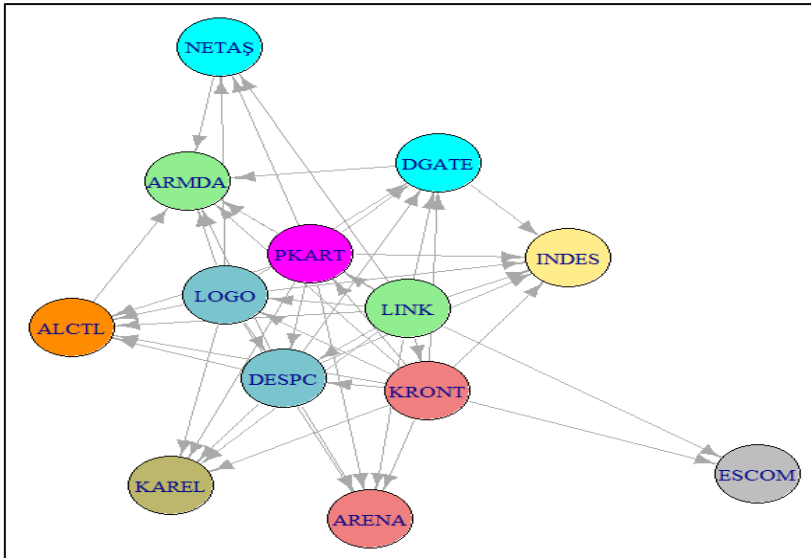 NETAŞ
DGATE
ARMDA
PKART
INDES
LOGO
LINK
ALCTL
DESPC
KRONT
ESCOM
KAREL
ARENA